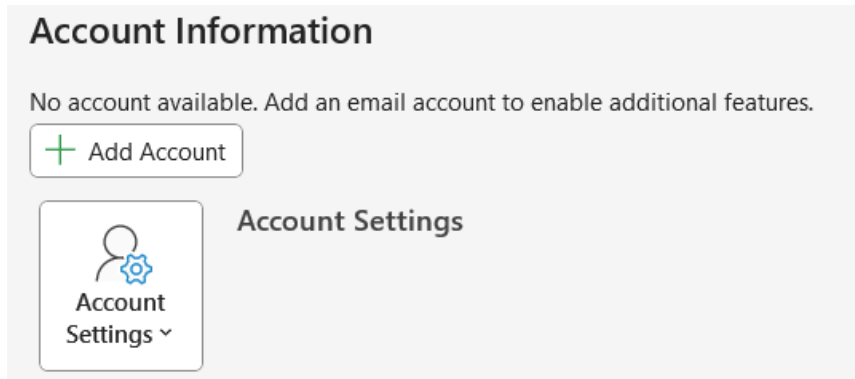 Account Information
No account available. Add an email account to enable additional features.
Add Account
Account Settings
Account
Settings